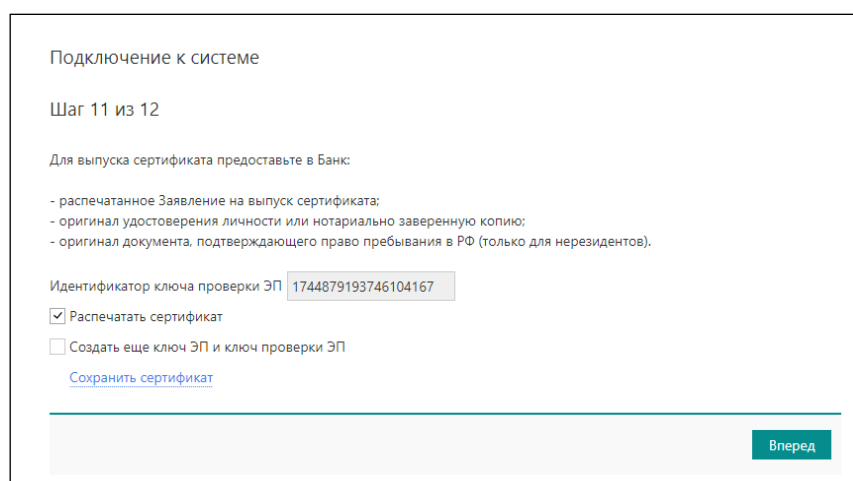 Подключение к системе
Шаг 11 из 12
Для выпуска сертификата предоставьте в Банк:
- распечатанное Заявление на выпуск сертификата;
- оригинал удостоверения личности или нотариально заверенную копию;
- оригинал документа, подтверждающего право пребывания в РФ (только для нерезидентов).
Идентификатор ключа проверки ЭП 1744879193746104167
Распечатать сертификат
Создать еще ключ ЭП и ключ проверки ЭП
Сохранить сертификат
Вперед